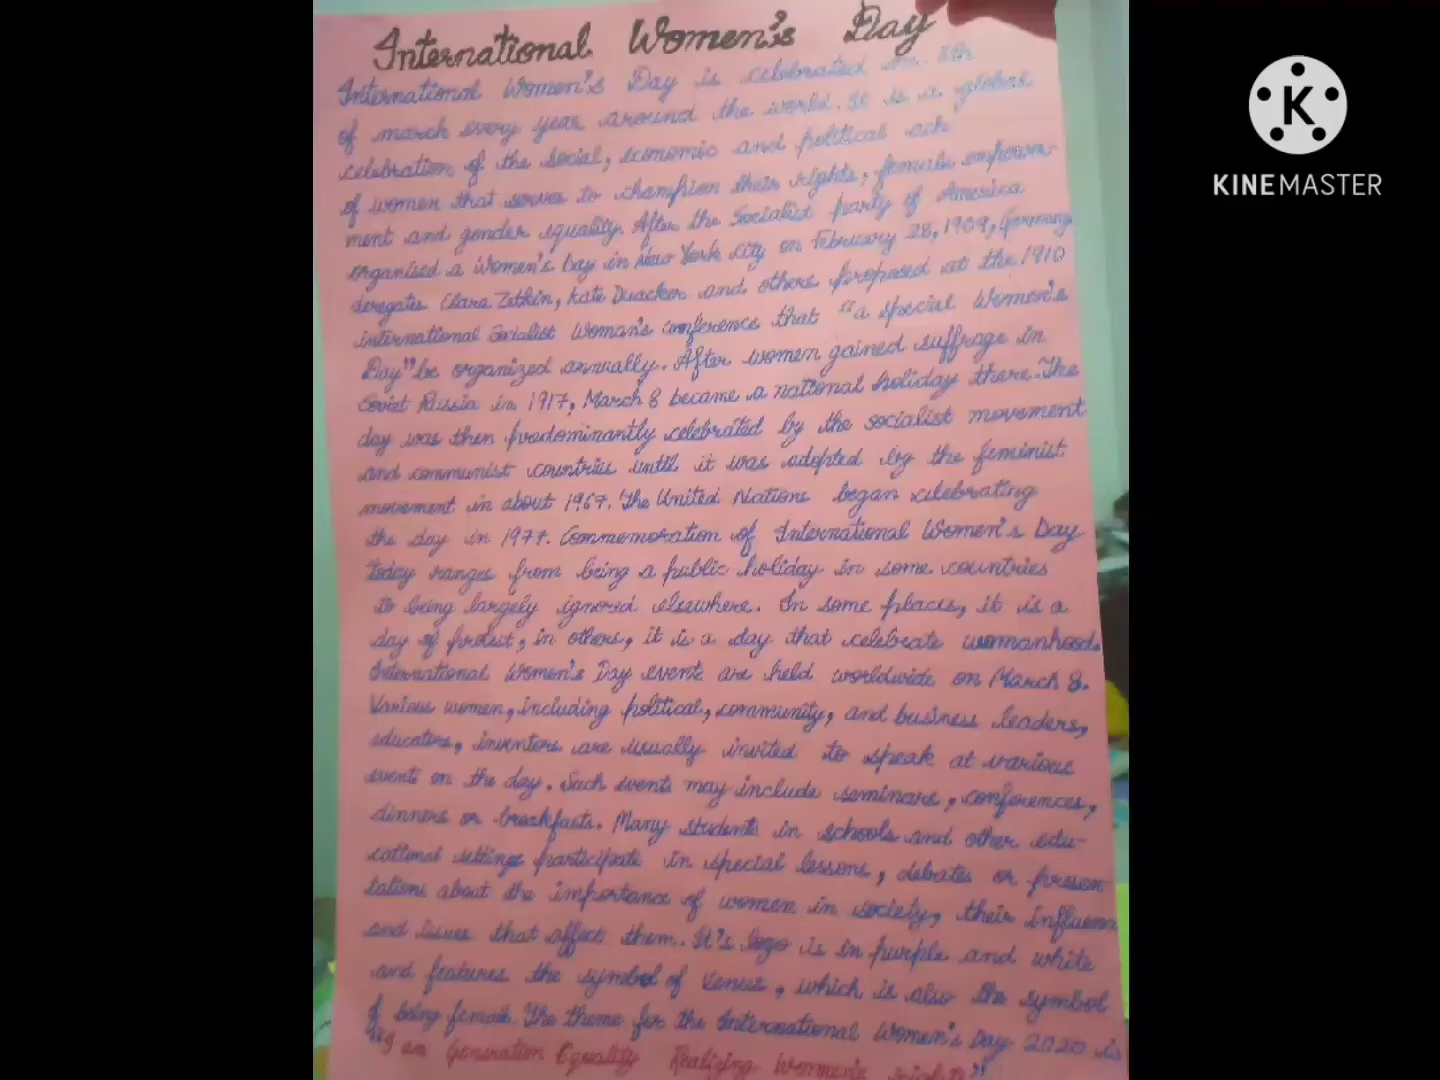 International Women's Day
International Women's Day is celebrated on 8th
of march every year around the world. It is a global
celebration of the social, economic and political ach
of women that serves to champion their rights, female empower-
ment and gender equality. After the Socialist party of America
organised a Women's Day in New York city on February 28, 1909, Germany
deregates Clara Zetkin, Kate Duacker and others proposed at the 1910
international Socialist Woman's conference that "a special Women's
Day" be organized annually. After women gained suffrage in
Soviet Russia in 1917, March 8 became a national holiday there. The
day was then predominantly celebrated by the socialist movement
and communist countries until it was adopted by the feminist
movement in about 1967. The United Nations began celebrating
the day in 1977. Commemoration of International Women's Day
Today ranges from being a public holiday in some countries
to being largely ignored elsewhere. In some places, it is a
day of protest, in others, it is a day that celebrate womanhood.
International Women's Day event are held worldwide on March 8.
Various women, including political, community, and business leaders,
educators, inventors are usually invited to speak at various
events on the day. Such events may include seminars, conferences,
dinners or breakfasts. Many students in schools and other edu-
cational settings participate in special lessons, debates or presen
tations about the importance of women in society, their influence
and issues that affect them. It's logo is in purple and white
and features the symbol of Venus, which is also the symbol
of being female. The theme for the International Women's Day 2020 is
"I am Generation Equality Realizing Women's rights"
KINEMASTER